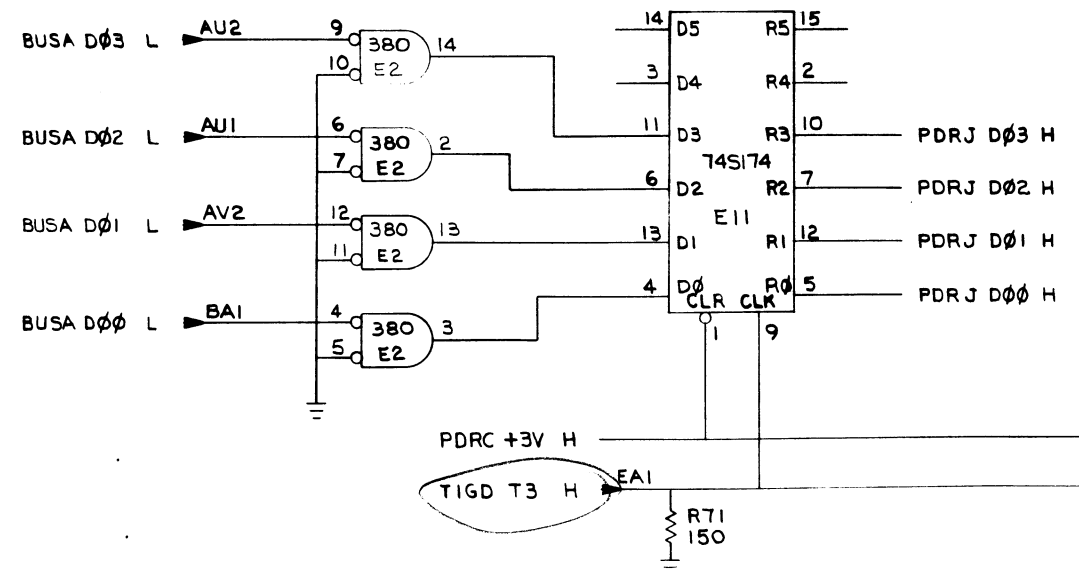 BUSA DØ3 L AU2 9 380 14
10 E2
BUSA DØ2 L AU1 6 380 2
7 E2
BUSA DØ1 L AV2 12 380 13
11 E2
BUSA DØØ L BA1 4 380 3
5 E2
14 D5 R5 15
3 D4 R4 2
11 D3 R3 10 PDRJ DØ3 H
74S174
6 D2 R2 7 PDRJ DØ2 H
E11
13 D1 R1 12 PDRJ DØ1 H
4 DØ RØ 5 PDRJ DØØ H
CLR CLK
1 9
PDRC +3V H
TIGD T3 H EA1
R71
150